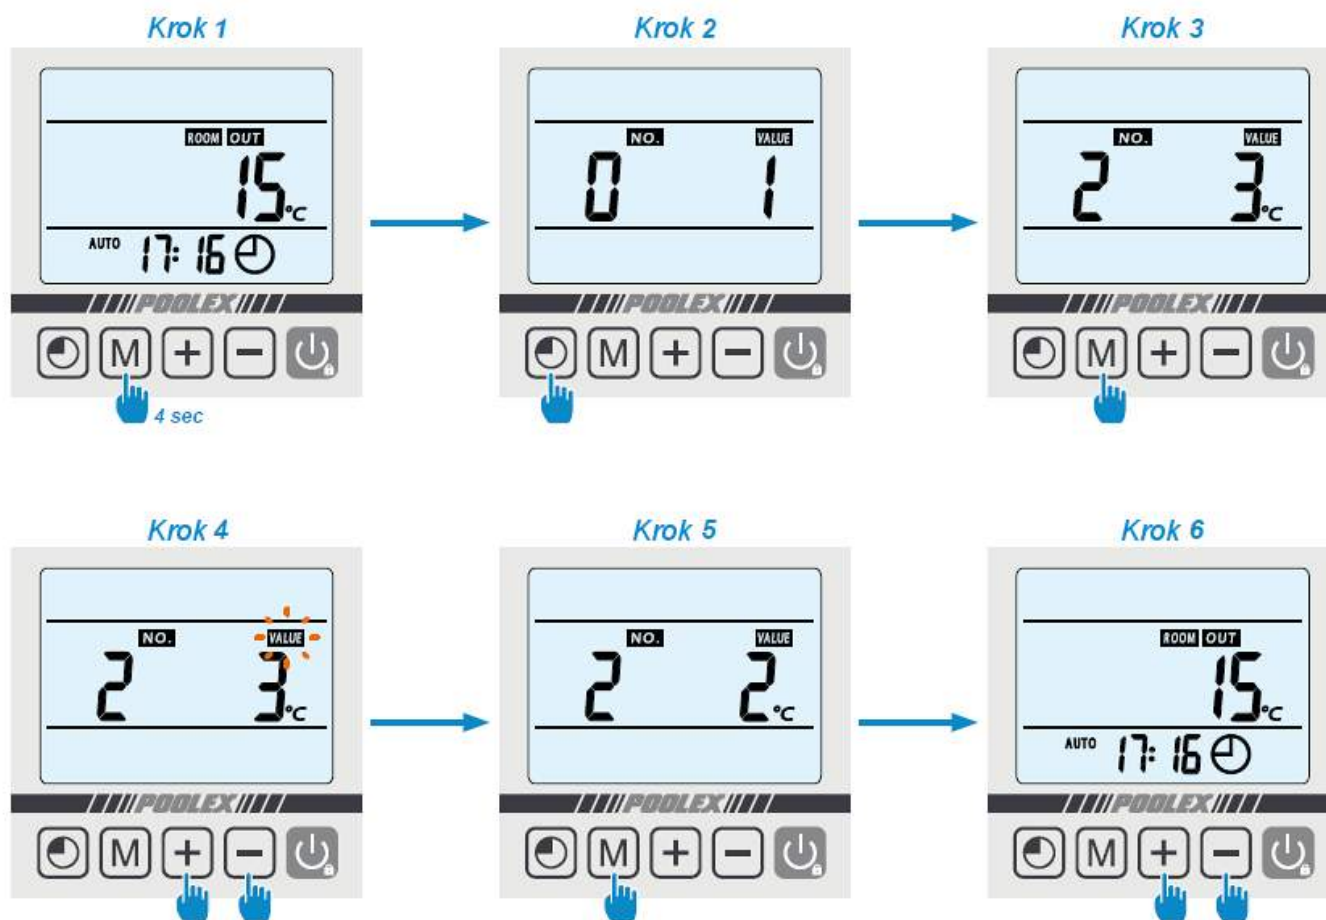 Krok 1
ROOM OUT
15°C
AUTO 17:16
POOLEX
M + -
4 sec
Krok 2
NO. VALUE
0 1
POOLEX
M + -
Krok 3
NO. VALUE
2 3°C
POOLEX
M + -
Krok 4
NO. VALUE
2 3°C
POOLEX
M + -
Krok 5
NO. VALUE
2 2°C
POOLEX
M + -
Krok 6
ROOM OUT
15°C
AUTO 17:16
POOLEX
M + -